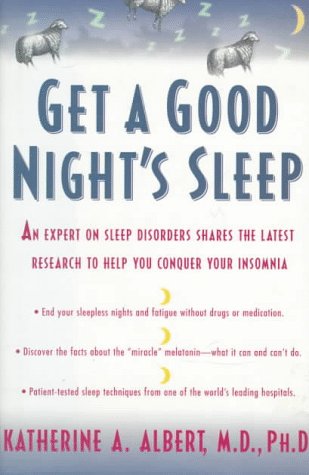 GET A GOOD
NIGHT'S SLEEP
AN EXPERT ON SLEEP DISORDERS SHARES THE LATEST
RESEARCH TO HELP YOU CONQUER YOUR INSOMNIA
• End your sleepless nights and fatigue without drugs or medication.
• Discover the facts about the "miracle" melatonin—what it can and can't do.
• Patient-tested sleep techniques from one of the world's leading hospitals.
KATHERINE A. ALBERT, M.D., PH.D